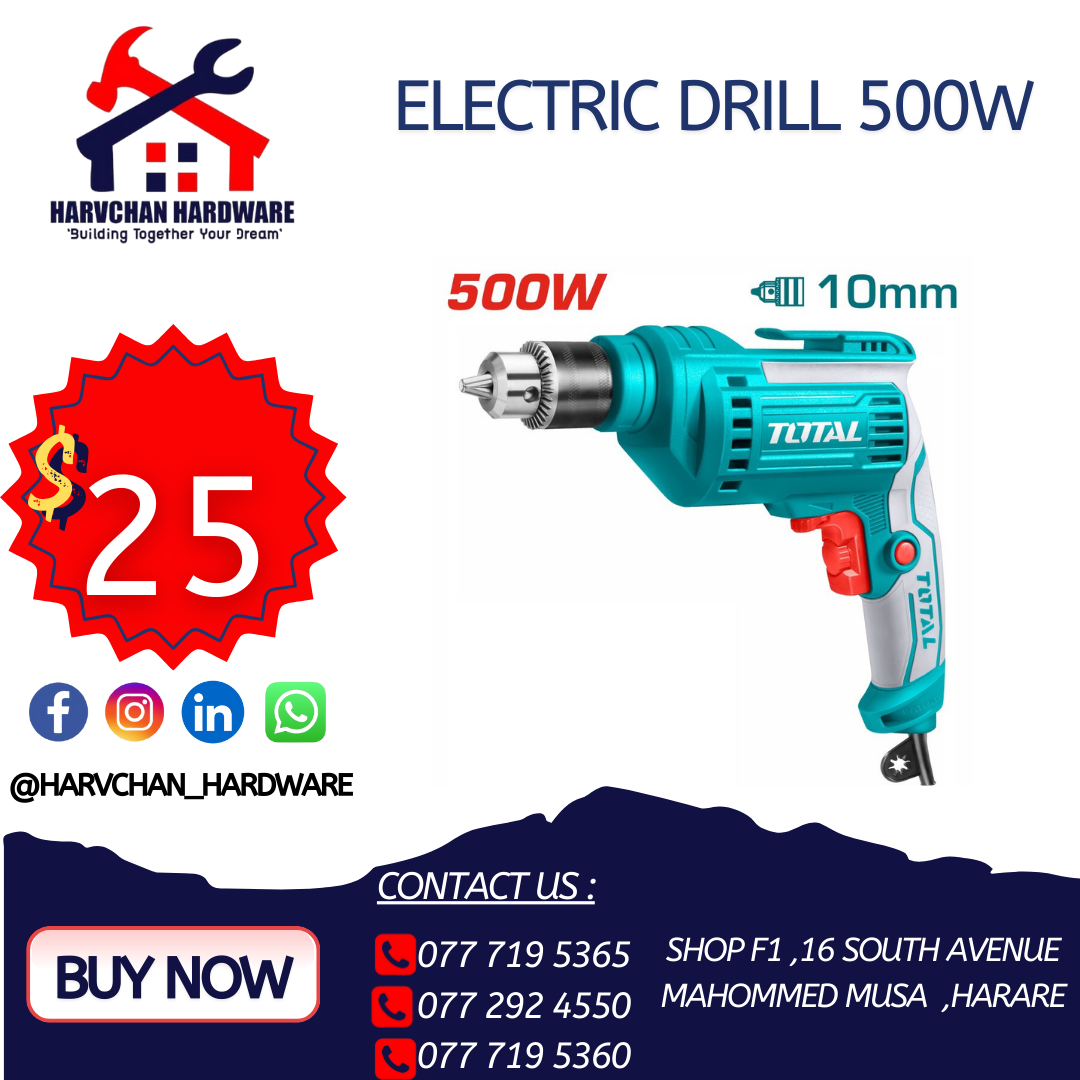 HARVCHAN HARDWARE
'Building Together Your Dream'
ELECTRIC DRILL 500W
500W
10mm
TOTAL
TOTAL
$25
@HARVCHAN_HARDWARE
CONTACT US :
BUY NOW
077 719 5365
077 292 4550
077 719 5360
SHOP F1 ,16 SOUTH AVENUE
MAHOMMED MUSA ,HARARE